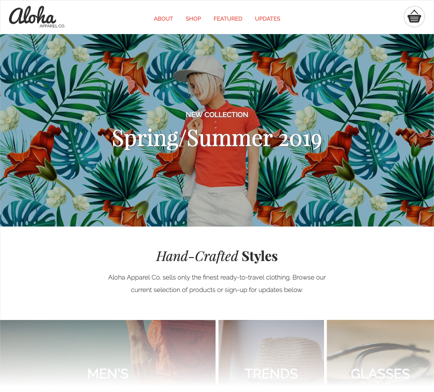 Aloha
APPAREL CO.
ABOUT SHOP FEATURED UPDATES
NEW COLLECTION
Spring/Summer 2019
Hand-Crafted Styles
Aloha Apparel Co. sells only the finest ready-to-travel clothing. Browse our
current selection of products or sign-up for updates below.
MEN'S TRENDS GLASSES